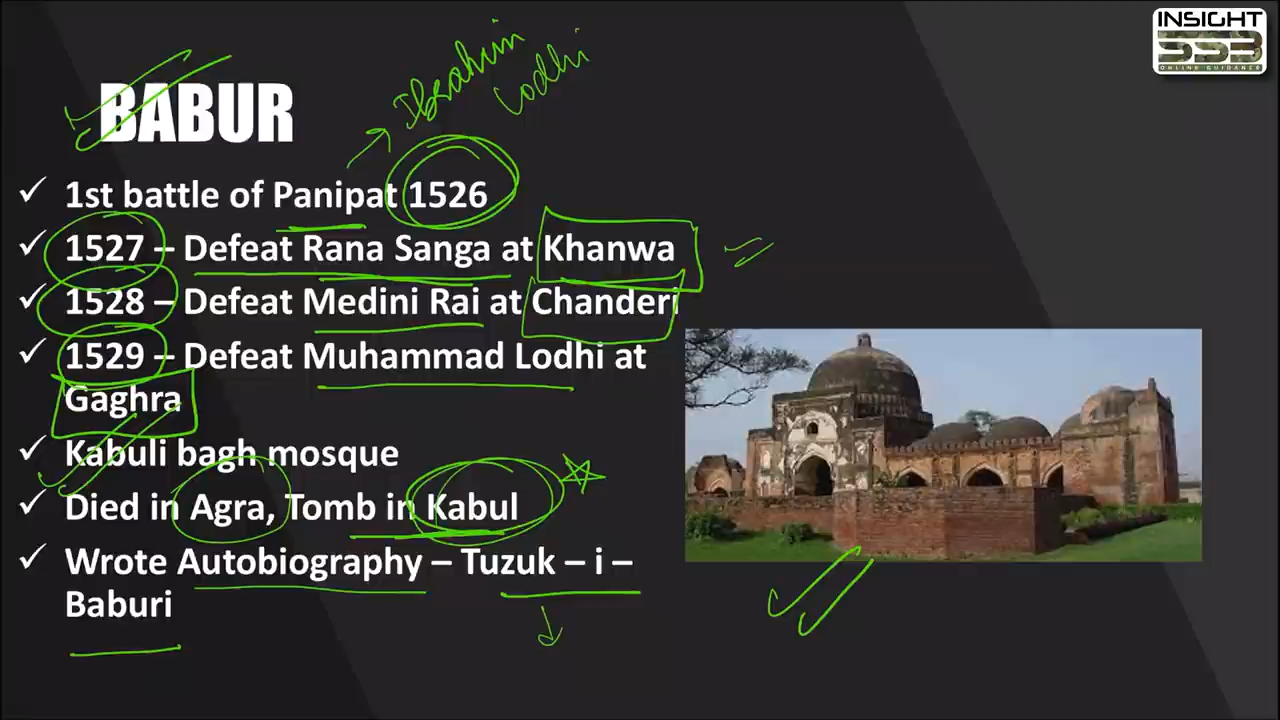 INSIGHT
SSB
ONLINE GUIDANCE
Ibrahim
Lodhi
BABUR
✓ 1st battle of Panipat 1526
✓ 1527 – Defeat Rana Sanga at Khanwa
✓ 1528 – Defeat Medini Rai at Chanderi
✓ 1529 – Defeat Muhammad Lodhi at
Gaghra
✓ Kabuli bagh mosque
✓ Died in Agra, Tomb in Kabul
✓ Wrote Autobiography – Tuzuk – i –
Baburi